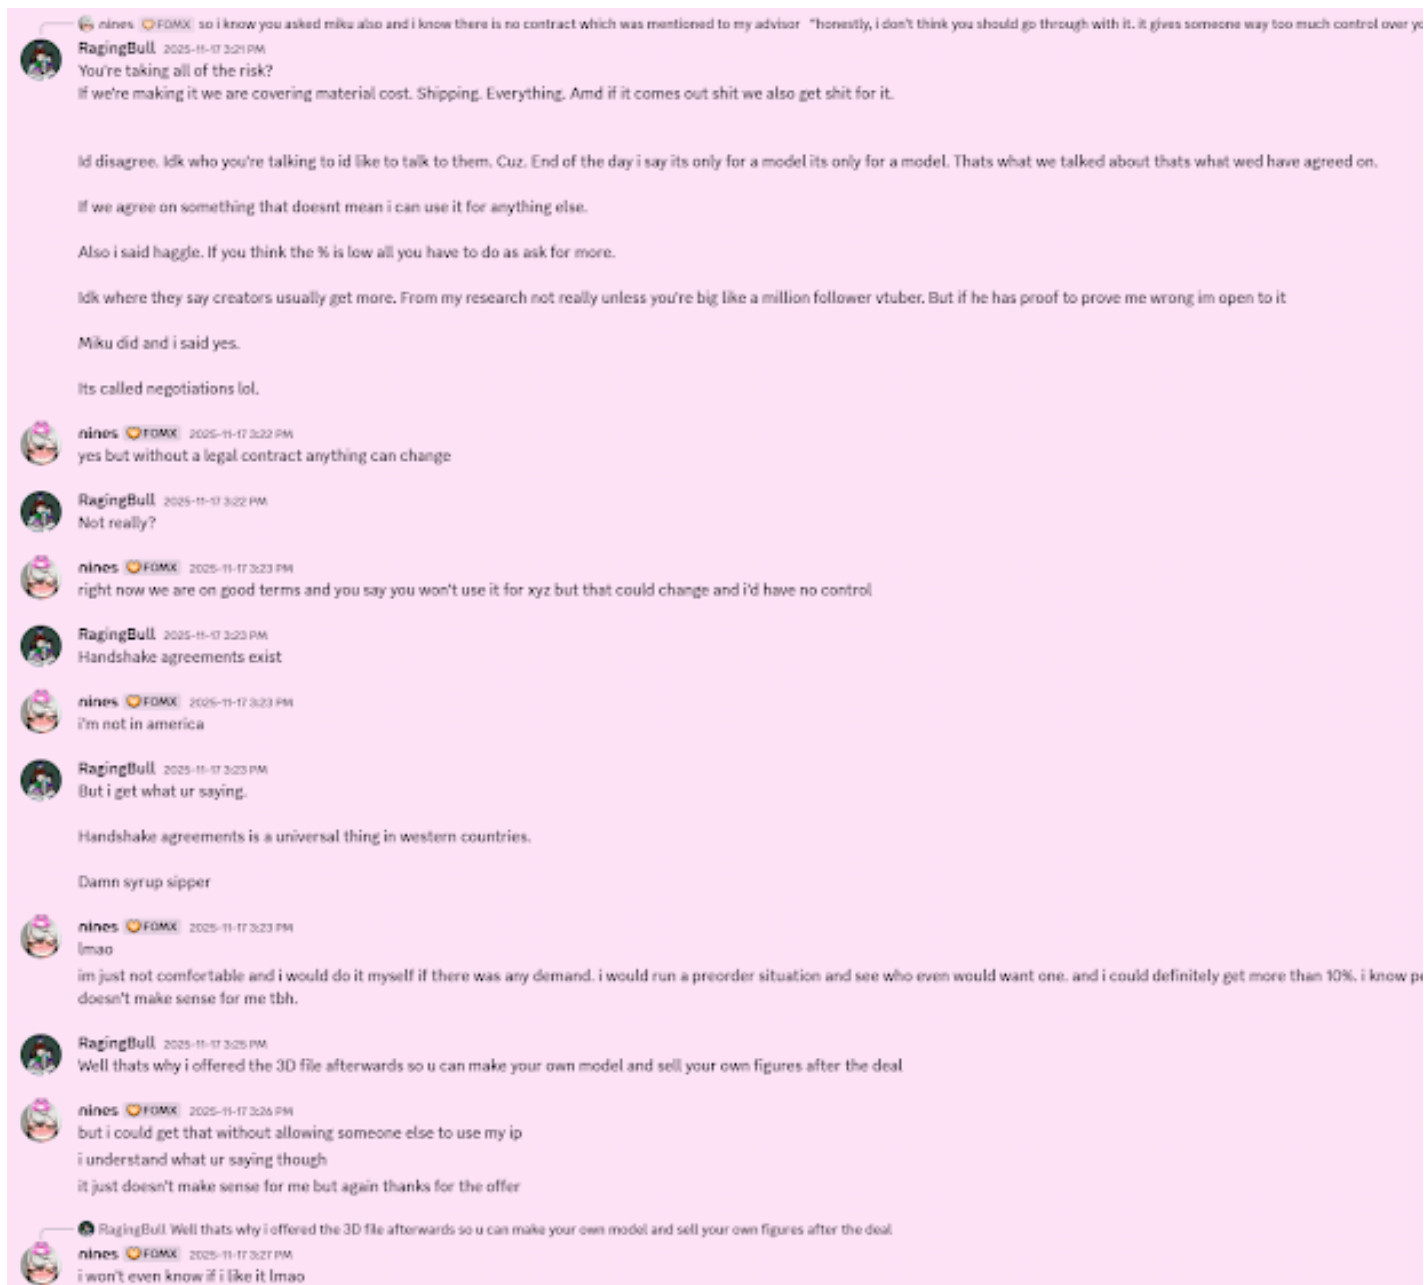 nines FOMX so i know you asked miku also and i know there is no contract which was mentioned to my advisor "honestly, i don't think you should go through with it. it gives someone way too much control over yo
RagingBull 2025-11-17 3:21 PM
You're taking all of the risk?
If we're making it we are covering material cost. Shipping. Everything. Amd if it comes out shit we also get shit for it.
Id disagree. Idk who you're talking to id like to talk to them. Cuz. End of the day i say its only for a model its only for a model. Thats what we talked about thats what wed have agreed on.
If we agree on something that doesnt mean i can use it for anything else.
Also i said haggle. If you think the % is low all you have to do as ask for more.
Idk where they say creators usually get more. From my research not really unless you're big like a million follower vtuber. But if he has proof to prove me wrong im open to it
Miku did and i said yes.
Its called negotiations lol.
nines FOMX 2025-11-17 3:22 PM
yes but without a legal contract anything can change
RagingBull 2025-11-17 3:22 PM
Not really?
nines FOMX 2025-11-17 3:23 PM
right now we are on good terms and you say you won't use it for xyz but that could change and i'd have no control
RagingBull 2025-11-17 3:23 PM
Handshake agreements exist
nines FOMX 2025-11-17 3:23 PM
i'm not in america
RagingBull 2025-11-17 3:23 PM
But i get what ur saying.
Handshake agreements is a universal thing in western countries.
Damn syrup sipper
nines FOMX 2025-11-17 3:23 PM
lmao
im just not comfortable and i would do it myself if there was any demand. i would run a preorder situation and see who even would want one. and i could definitely get more than 10%. i know pe
doesn't make sense for me tbh.
RagingBull 2025-11-17 3:25 PM
Well thats why i offered the 3D file afterwards so u can make your own model and sell your own figures after the deal
nines FOMX 2025-11-17 3:26 PM
but i could get that without allowing someone else to use my ip
i understand what ur saying though
it just doesn't make sense for me but again thanks for the offer
RagingBull Well thats why i offered the 3D file afterwards so u can make your own model and sell your own figures after the deal
nines FOMX 2025-11-17 3:27 PM
i won't even know if i like it lmao